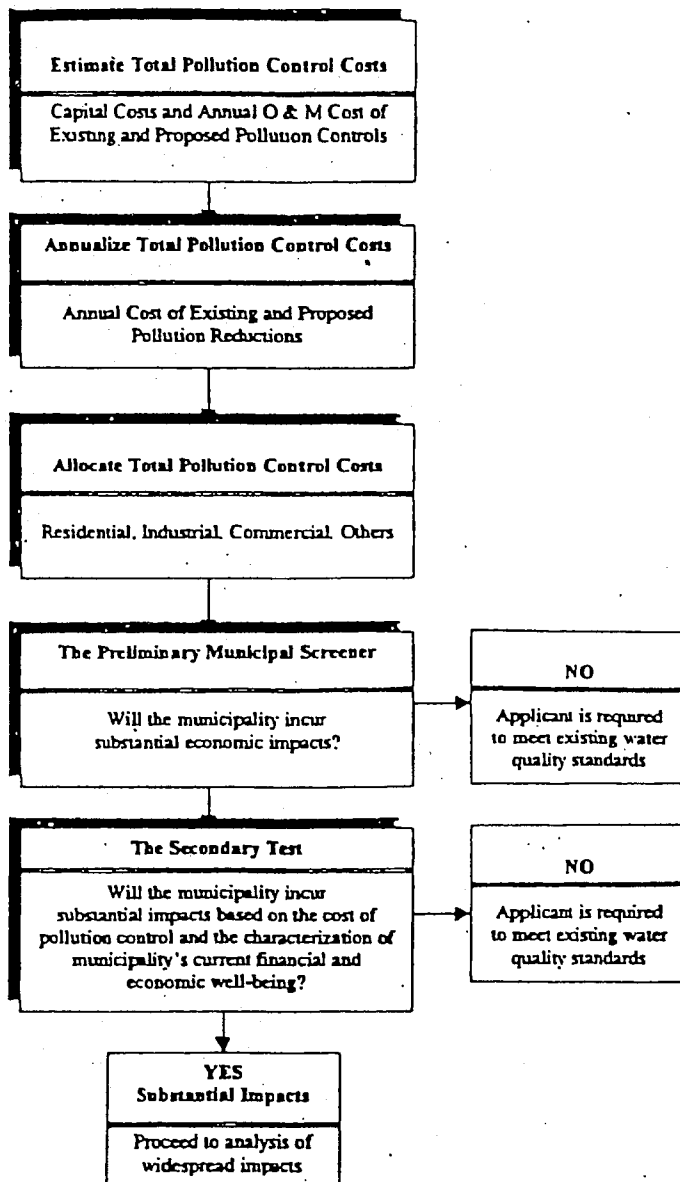 Estimate Total Pollution Control Costs
Capital Costs and Annual O & M Cost of
Existing and Proposed Pollution Controls
Annualize Total Pollution Control Costs
Annual Cost of Existing and Proposed
Pollution Reductions
Allocate Total Pollution Control Costs
Residential, Industrial, Commercial, Others
The Preliminary Municipal Screener
Will the municipality incur
substantial economic impacts?
NO
Applicant is required
to meet existing water
quality standards
The Secondary Test
Will the municipality incur
substantial impacts based on the cost of
pollution control and the characterization of
municipality's current financial and
economic well-being?
NO
Applicant is required
to meet existing water
quality standards
YES
Substantial Impacts
Proceed to analysis of
widespread impacts